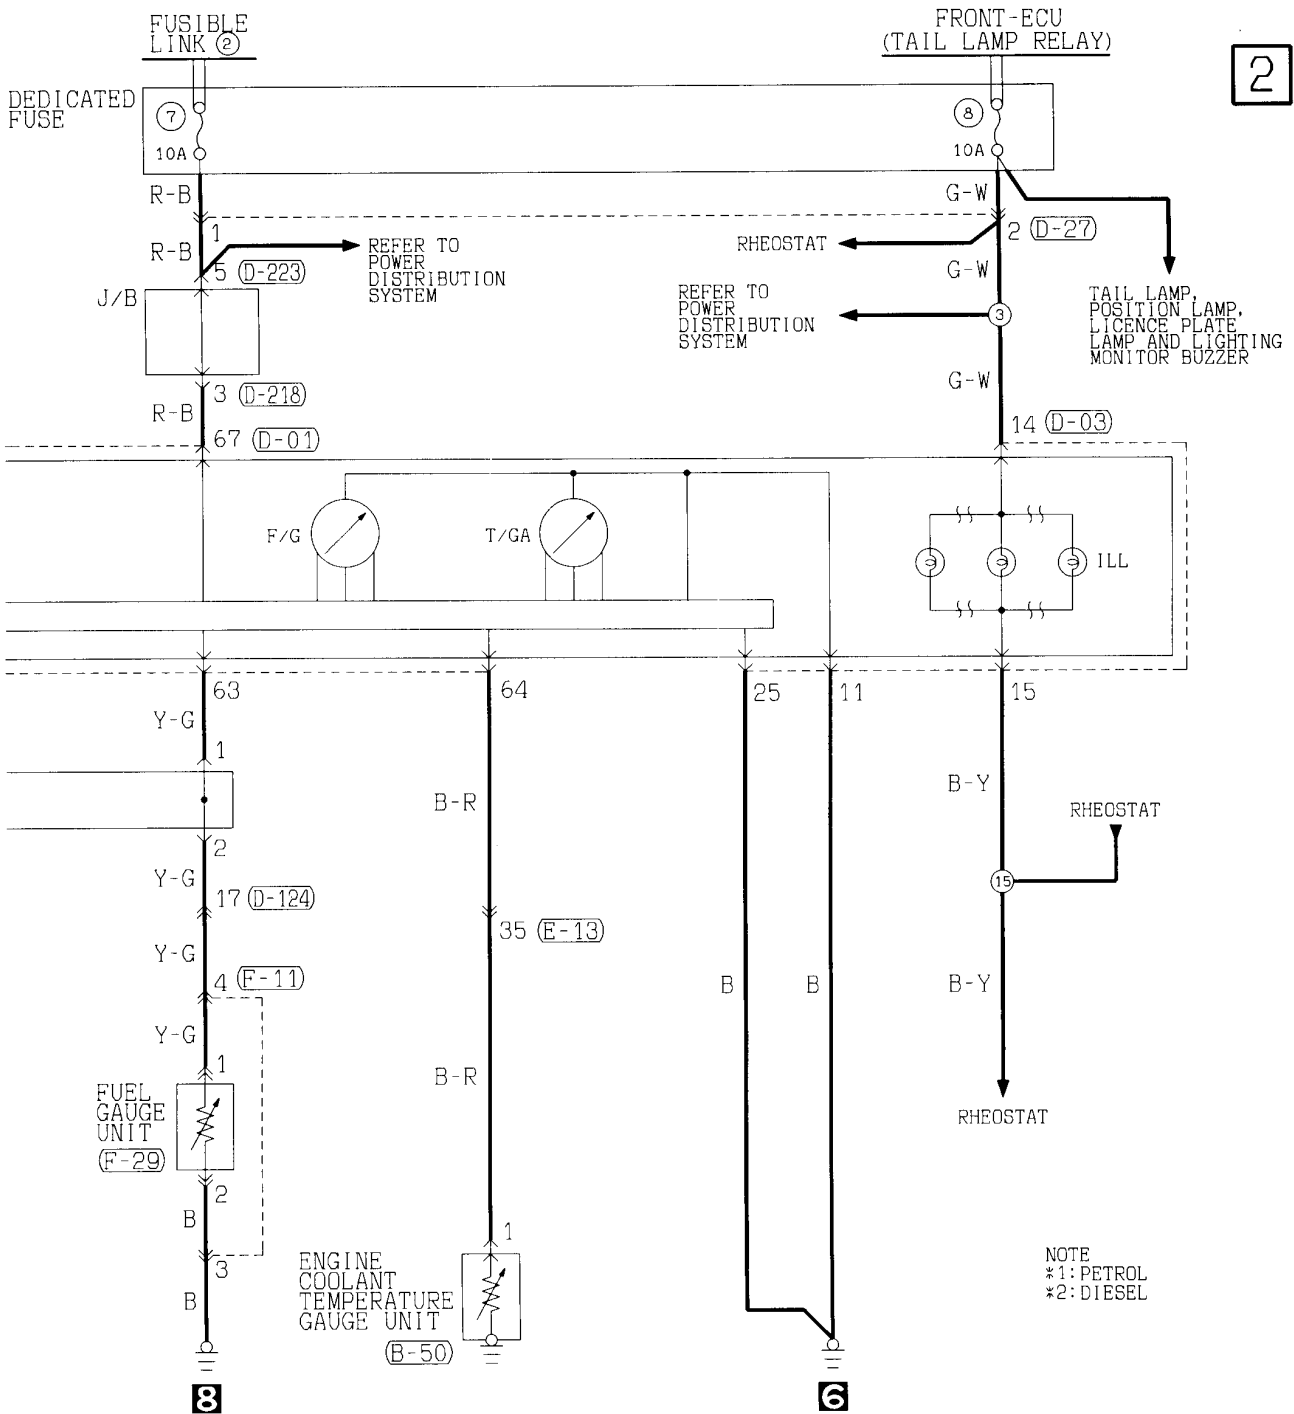 FUSIBLE
LINK ②
FRONT-ECU
(TAIL LAMP RELAY)
2
DEDICATED
FUSE
7
10A
8
10A
R-B
G-W
1
2 (D-27)
R-B
REFER TO
POWER
DISTRIBUTION
SYSTEM
RHEOSTAT
5 (D-223)
G-W
J/B
REFER TO
POWER
DISTRIBUTION
SYSTEM
3
TAIL LAMP,
POSITION LAMP,
LICENCE PLATE
LAMP AND LIGHTING
MONITOR BUZZER
3 (D-218)
G-W
R-B
67 (D-01)
14 (D-03)
F/G
T/GA
ILL
63
64
25
11
15
Y-G
1
B-R
B-Y
RHEOSTAT
2
15
Y-G
17 (D-124)
35 (E-13)
Y-G
4 (F-11)
B
B
B-Y
Y-G
1
B-R
FUEL
GAUGE
UNIT
(F-29)
RHEOSTAT
2
B
1
3
B
ENGINE
COOLANT
TEMPERATURE
GAUGE UNIT
(B-50)
NOTE
*1:PETROL
*2:DIESEL
8
6